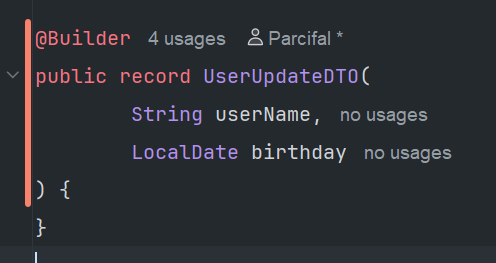 @Builder 4 usages Parcifal *
public record UserUpdateDTO(
String userName, no usages
LocalDate birthday no usages
) {
}